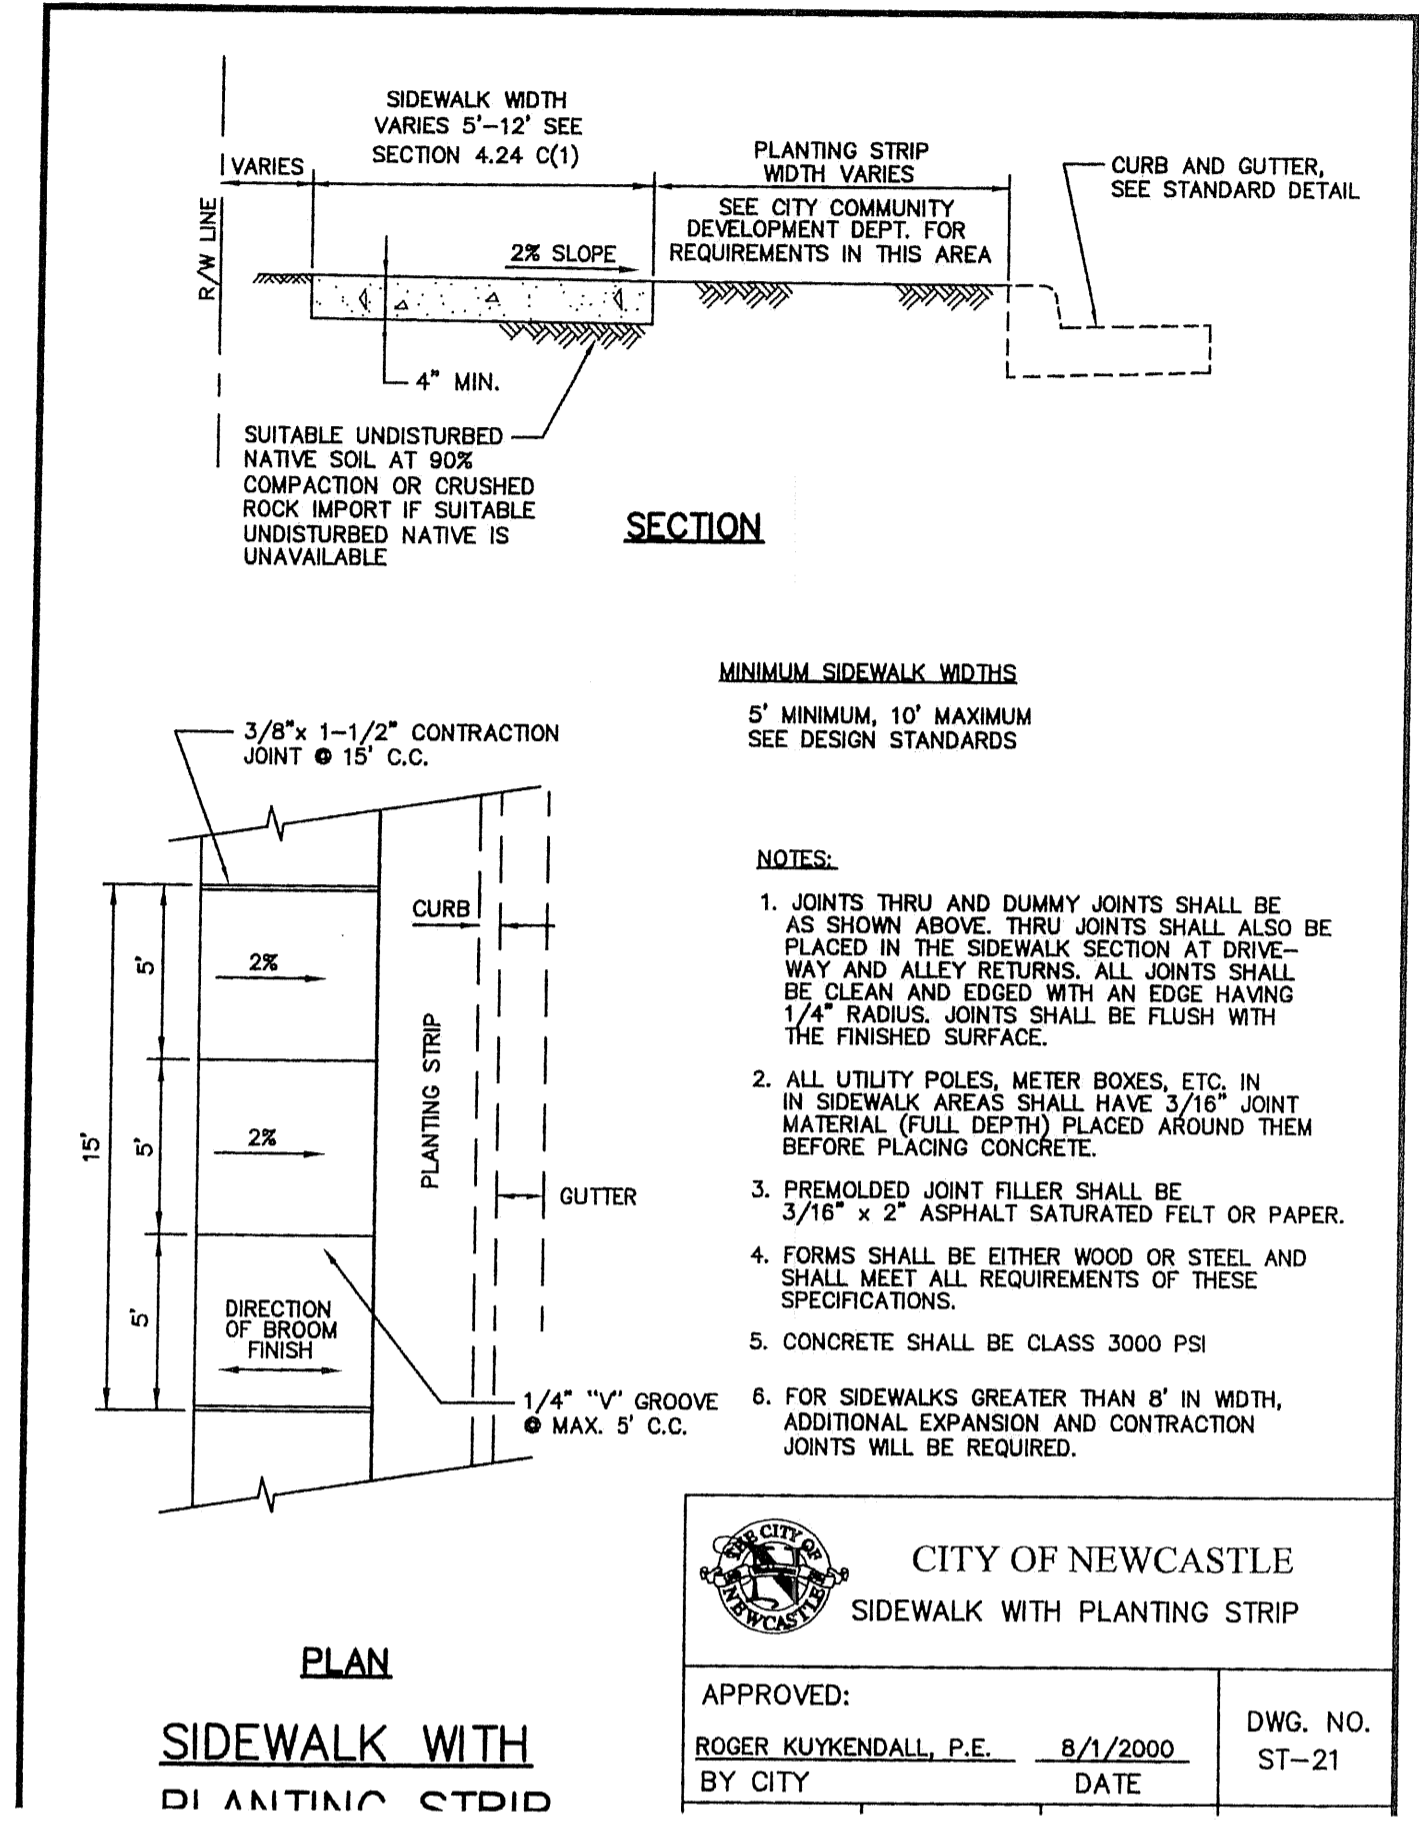 SIDEWALK WIDTH
VARIES 5'-12' SEE
SECTION 4.24 C(1)
VARIES
PLANTING STRIP
WIDTH VARIES
SEE CITY COMMUNITY
DEVELOPMENT DEPT. FOR
REQUIREMENTS IN THIS AREA
CURB AND GUTTER,
SEE STANDARD DETAIL
R/W LINE
2% SLOPE
4" MIN.
SUITABLE UNDISTURBED
NATIVE SOIL AT 90%
COMPACTION OR CRUSHED
ROCK IMPORT IF SUITABLE
UNDISTURBED NATIVE IS
UNAVAILABLE
SECTION
MINIMUM SIDEWALK WIDTHS
5' MINIMUM, 10' MAXIMUM
SEE DESIGN STANDARDS
3/8"x 1-1/2" CONTRACTION
JOINT @ 15' C.C.
CURB
2%
5'
PLANTING STRIP
15'
2%
5'
GUTTER
5'
DIRECTION
OF BROOM
FINISH
1/4" "V" GROOVE
@ MAX. 5' C.C.
NOTES:
1. JOINTS THRU AND DUMMY JOINTS SHALL BE
AS SHOWN ABOVE. THRU JOINTS SHALL ALSO BE
PLACED IN THE SIDEWALK SECTION AT DRIVE-
WAY AND ALLEY RETURNS. ALL JOINTS SHALL
BE CLEAN AND EDGED WITH AN EDGE HAVING
1/4" RADIUS. JOINTS SHALL BE FLUSH WITH
THE FINISHED SURFACE.
2. ALL UTILITY POLES, METER BOXES, ETC. IN
IN SIDEWALK AREAS SHALL HAVE 3/16" JOINT
MATERIAL (FULL DEPTH) PLACED AROUND THEM
BEFORE PLACING CONCRETE.
3. PREMOLDED JOINT FILLER SHALL BE
3/16" x 2" ASPHALT SATURATED FELT OR PAPER.
4. FORMS SHALL BE EITHER WOOD OR STEEL AND
SHALL MEET ALL REQUIREMENTS OF THESE
SPECIFICATIONS.
5. CONCRETE SHALL BE CLASS 3000 PSI
6. FOR SIDEWALKS GREATER THAN 8' IN WIDTH,
ADDITIONAL EXPANSION AND CONTRACTION
JOINTS WILL BE REQUIRED.
PLAN
SIDEWALK WITH
PLANTING STRIP
THE CITY OF
NEWCASTLE
CITY OF NEWCASTLE
SIDEWALK WITH PLANTING STRIP
APPROVED:
ROGER KUYKENDALL, P.E. 8/1/2000
BY CITY DATE
DWG. NO.
ST-21